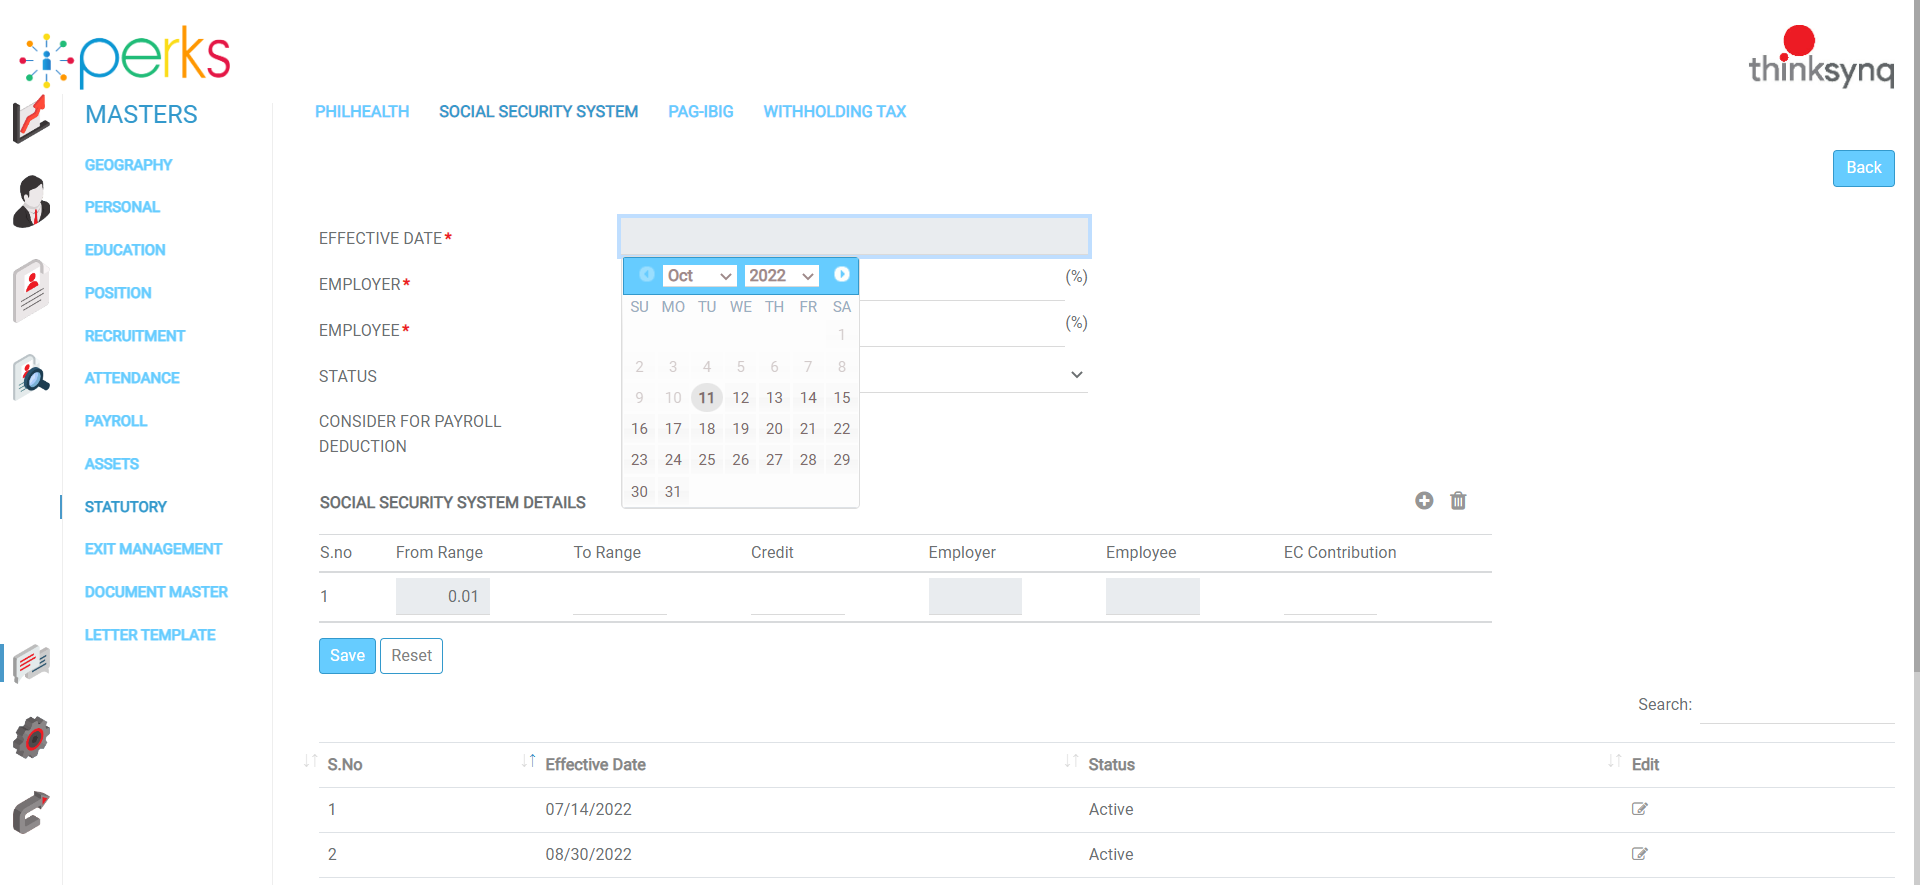 perks
thinksynq
MASTERS
PHILHEALTH SOCIAL SECURITY SYSTEM PAG-IBIG WITHHOLDING TAX
GEOGRAPHY
PERSONAL
EDUCATION
POSITION
RECRUITMENT
ATTENDANCE
PAYROLL
ASSETS
STATUTORY
EXIT MANAGEMENT
DOCUMENT MASTER
LETTER TEMPLATE
Back
EFFECTIVE DATE*
EMPLOYER* (%)
EMPLOYEE* (%)
STATUS
CONSIDER FOR PAYROLL
DEDUCTION
Oct 2022
SU MO TU WE TH FR SA
1
2 3 4 5 6 7 8
9 10 11 12 13 14 15
16 17 18 19 20 21 22
23 24 25 26 27 28 29
30 31
SOCIAL SECURITY SYSTEM DETAILS
S.no From Range To Range Credit Employer Employee EC Contribution
1 0.01
Save Reset
Search:
S.No Effective Date Status Edit
1 07/14/2022 Active
2 08/30/2022 Active